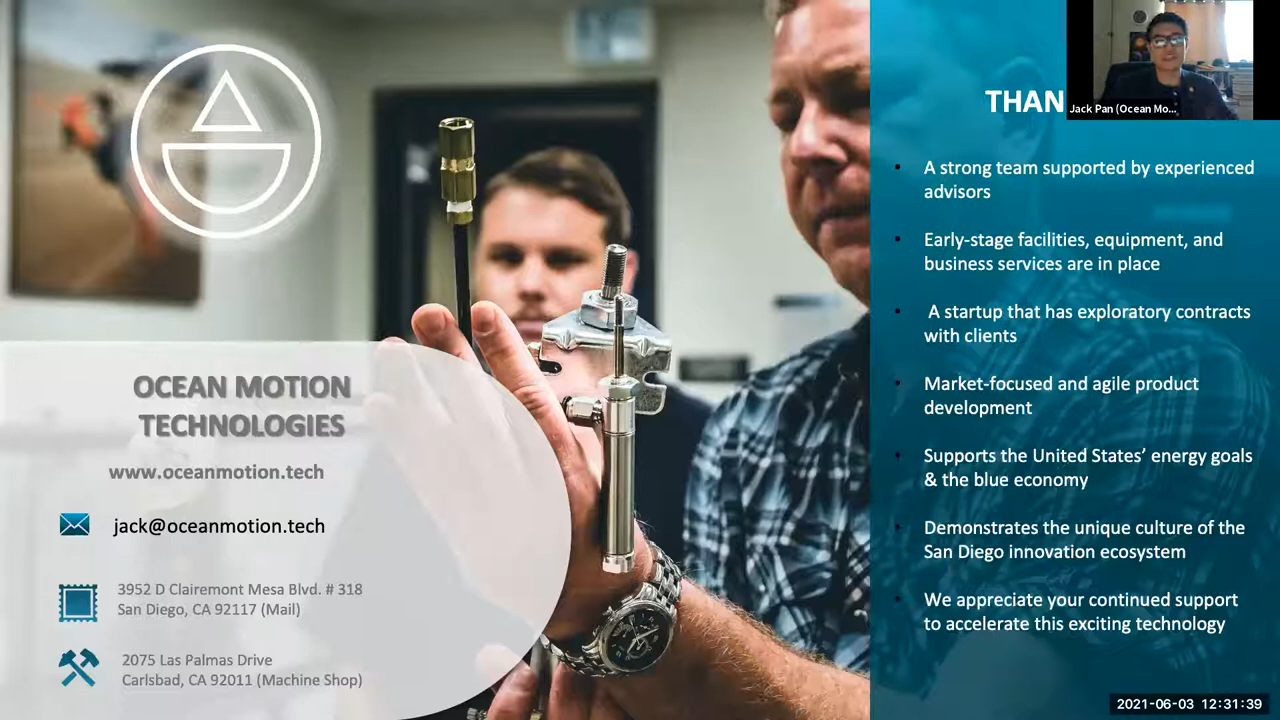 OCEAN MOTION
TECHNOLOGIES
www.oceanmotion.tech
jack@oceanmotion.tech
3952 D Clairemont Mesa Blvd. # 318
San Diego, CA 92117 (Mail)
2075 Las Palmas Drive
Carlsbad, CA 92011 (Machine Shop)
THAN
Jack Pan (Ocean Mo...
• A strong team supported by experienced
advisors
• Early-stage facilities, equipment, and
business services are in place
• A startup that has exploratory contracts
with clients
• Market-focused and agile product
development
• Supports the United States’ energy goals
& the blue economy
• Demonstrates the unique culture of the
San Diego innovation ecosystem
• We appreciate your continued support
to accelerate this exciting technology
2021-06-03 12:31:39